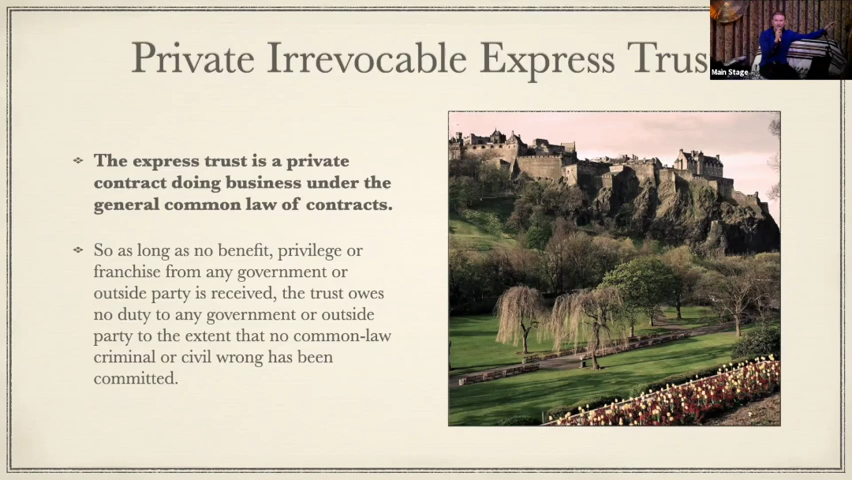 Private Irrevocable Express Trus
Main Stage
The express trust is a private
contract doing business under the
general common law of contracts.
So as long as no benefit, privilege or
franchise from any government or
outside party is received, the trust owes
no duty to any government or outside
party to the extent that no common-law
criminal or civil wrong has been
committed.